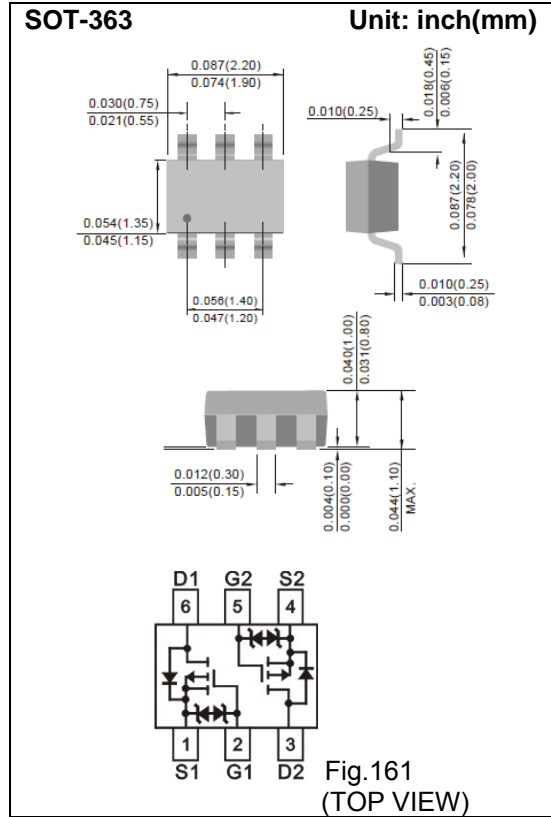 SOT-363 Unit: inch(mm)
0.087(2.20)
0.074(1.90)
0.030(0.75)
0.021(0.55)
0.054(1.35)
0.045(1.15)
0.056(1.40)
0.047(1.20)
0.010(0.25)
0.018(0.45)
0.006(0.15)
0.087(2.20)
0.078(2.00)
0.010(0.25)
0.003(0.08)
0.040(1.00)
0.031(0.80)
0.012(0.30)
0.005(0.15)
0.004(0.10)
0.000(0.00)
0.044(1.10)
MAX.
D1 G2 S2
6 5 4
1 2 3
S1 G1 D2
Fig.161
(TOP VIEW)